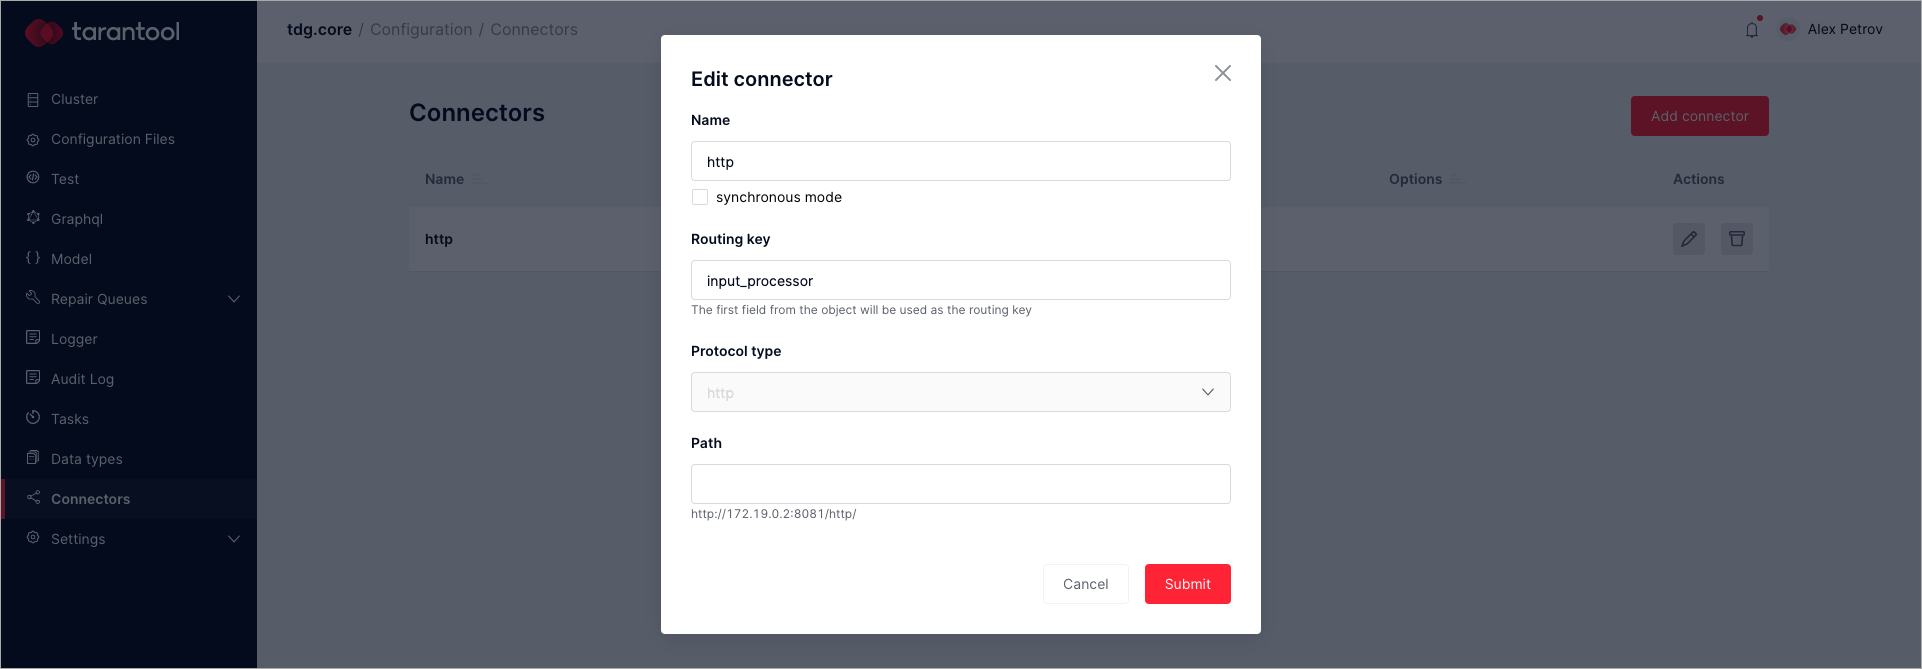 tarantool
tdg.core / Configuration / Connectors
Alex Petrov
Cluster
Configuration Files
Test
Graphql
Model
Repair Queues
Logger
Audit Log
Tasks
Data types
Connectors
Settings
Connectors
Add connector
Name
Options
Actions
http
Edit connector
Name
http
synchronous mode
Routing key
input_processor
The first field from the object will be used as the routing key
Protocol type
http
Path
http://172.19.0.2:8081/http/
Cancel
Submit